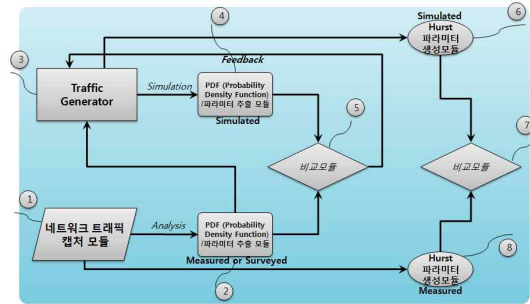 ④
Simulated
Hurst
파라미터
생성모듈
⑥
③
Feedback
Traffic
Generator
Simulation
PDF (Probability
Density Function)
/파라미터 추출 모듈
Simulated
⑤
비교모듈
비교모듈
⑦
①
네트워크 트래픽
캡처 모듈
Analysis
PDF (Probability
Density Function)
/파라미터 추출 모듈
Measured or Surveyed
②
Hurst
파라미터
생성모듈
Measured
⑧